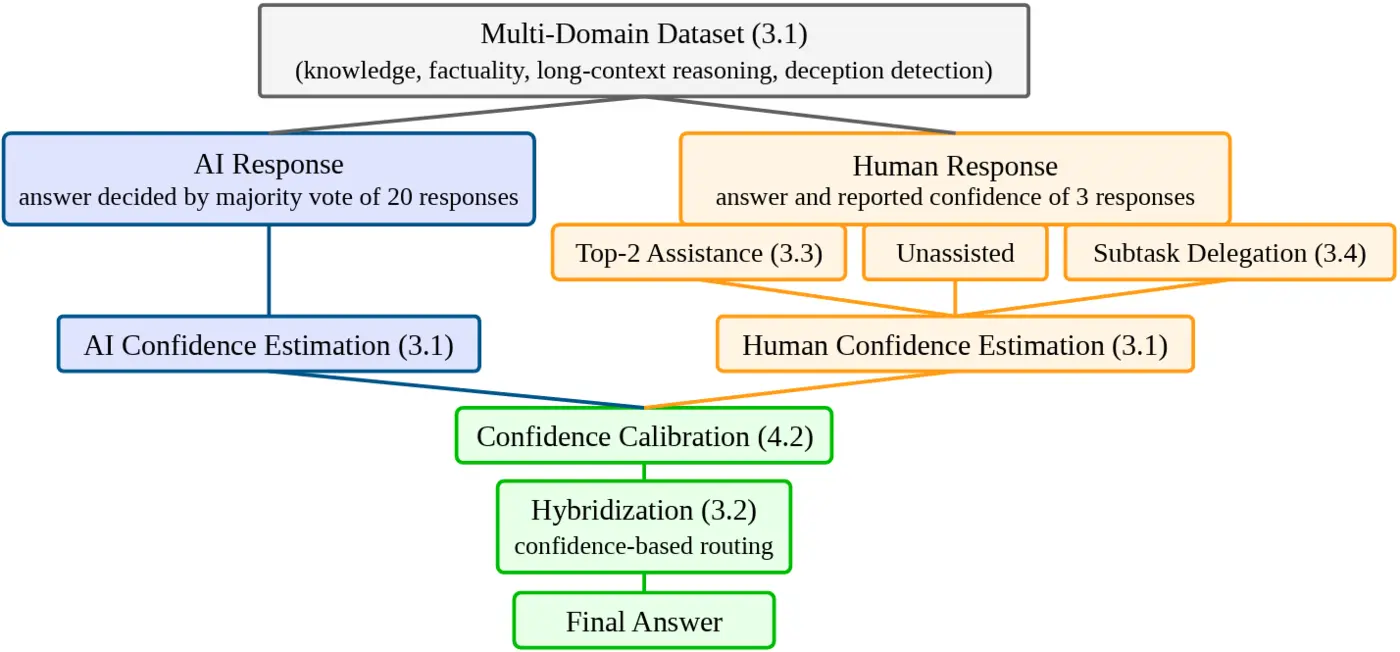 Multi-Domain Dataset (3.1)
(knowledge, factuality, long-context reasoning, deception detection)
AI Response
answer decided by majority vote of 20 responses
Human Response
answer and reported confidence of 3 responses
Top-2 Assistance (3.3)
Unassisted
Subtask Delegation (3.4)
AI Confidence Estimation (3.1)
Human Confidence Estimation (3.1)
Confidence Calibration (4.2)
Hybridization (3.2)
confidence-based routing
Final Answer